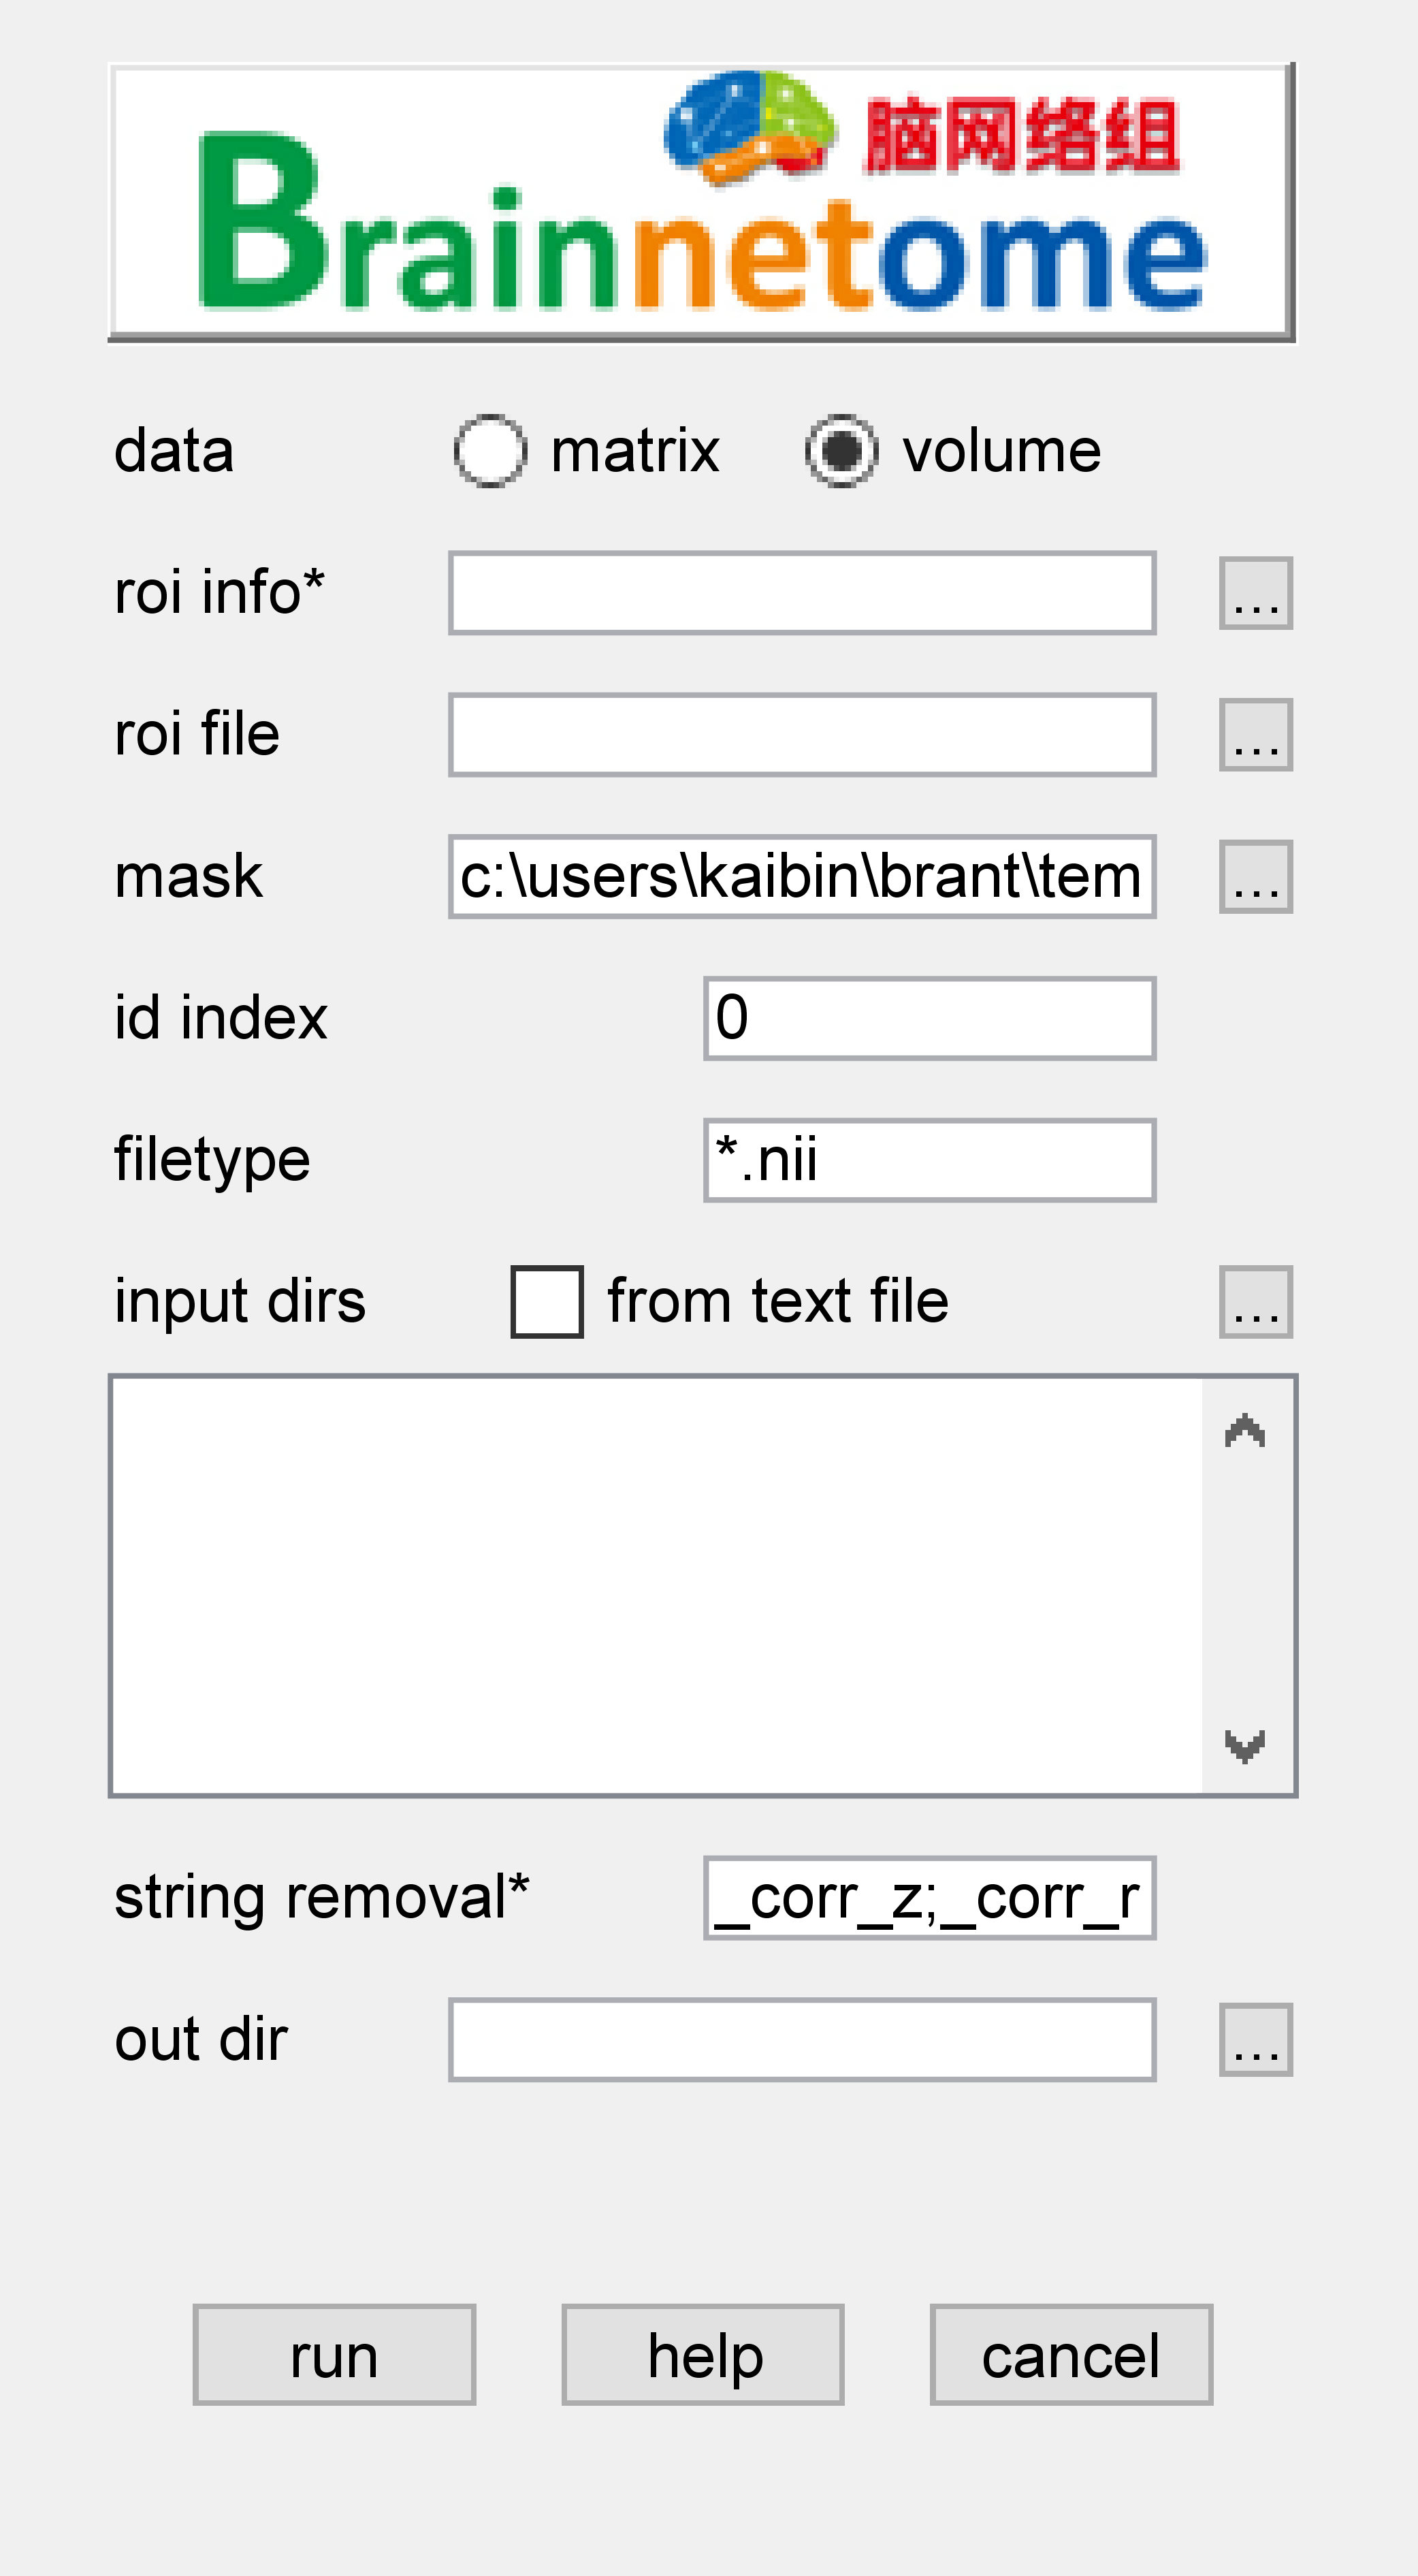 脑网络组
Brainnetome
data matrix volume
roi info* ...
roi file ...
mask c:\users\kaibin\brant\tem ...
id index 0
filetype *.nii
input dirs from text file ...
string removal* _corr_z;_corr_r
out dir ...
run help cancel